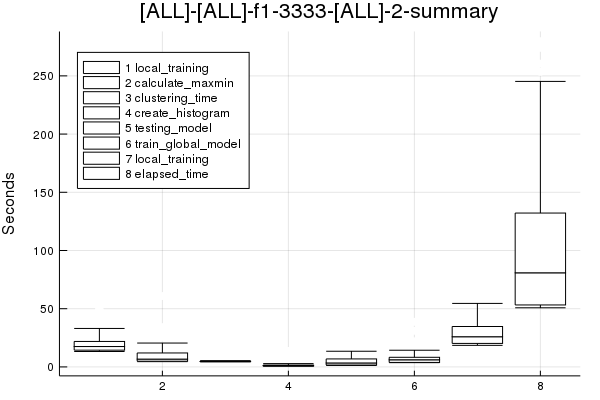 [ALL]-[ALL]-f1-3333-[ALL]-2-summary
Seconds
250
200
150
100
50
0
1 local_training
2 calculate_maxmin
3 clustering_time
4 create_histogram
5 testing_model
6 train_global_model
7 local_training
8 elapsed_time
2 4 6 8